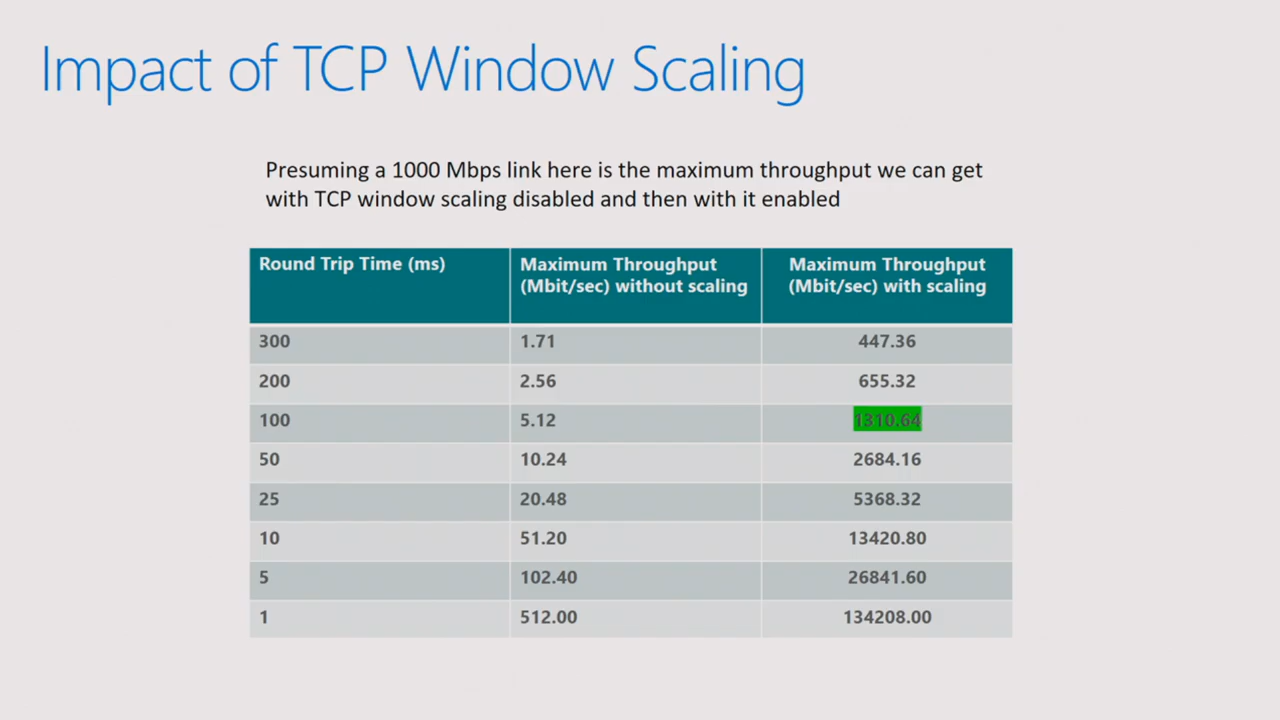 Impact of TCP Window Scaling
Presuming a 1000 Mbps link here is the maximum throughput we can get
with TCP window scaling disabled and then with it enabled
Round Trip Time (ms) Maximum Throughput (Mbit/sec) without scaling Maximum Throughput (Mbit/sec) with scaling
300 1.71 447.36
200 2.56 655.32
100 5.12 1310.64
50 10.24 2684.16
25 20.48 5368.32
10 51.20 13420.80
5 102.40 26841.60
1 512.00 134208.00